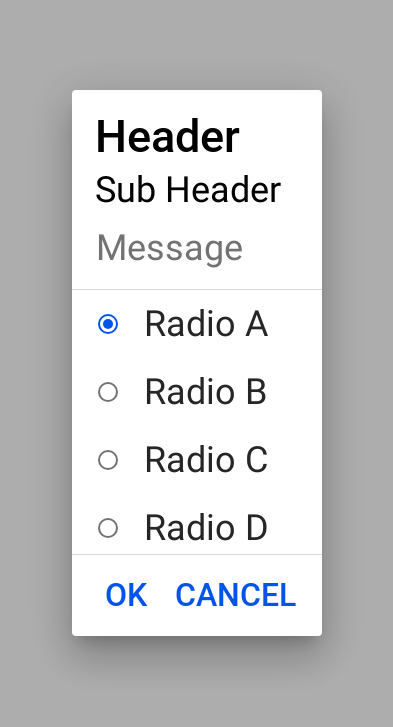 Header
Sub Header
Message
Radio A
Radio B
Radio C
Radio D
OK CANCEL